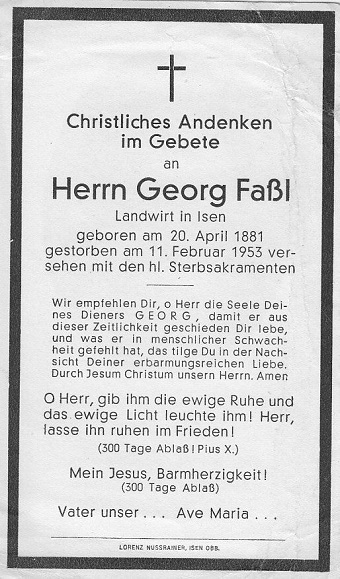 Christliches Andenken
im Gebete
an
Herrn Georg Faßl
Landwirt in Isen
geboren am 20. April 1881
gestorben am 11. Februar 1953 ver-
sehen mit den hl. Sterbsakramenten
Wir empfehlen Dir, o Herr die Seele Dei-
nes Dieners GEORG, damit er aus
dieser Zeitlichkeit geschieden Dir lebe,
und was er in menschlicher Schwach-
heit gefehlt hat, das tilge Du in der Nach-
sicht Deiner erbarmungsreichen Liebe.
Durch Jesum Christum unsern Herrn. Amen
O Herr, gib ihm die ewige Ruhe und
das ewige Licht leuchte ihm! Herr,
lasse ihn ruhen im Frieden!
(300 Tage Ablaß! Pius X.)
Mein Jesus, Barmherzigkeit!
(300 Tage Ablaß)
Vater unser... Ave Maria...
LORENZ NUSSRAINER, ISEN OBB.